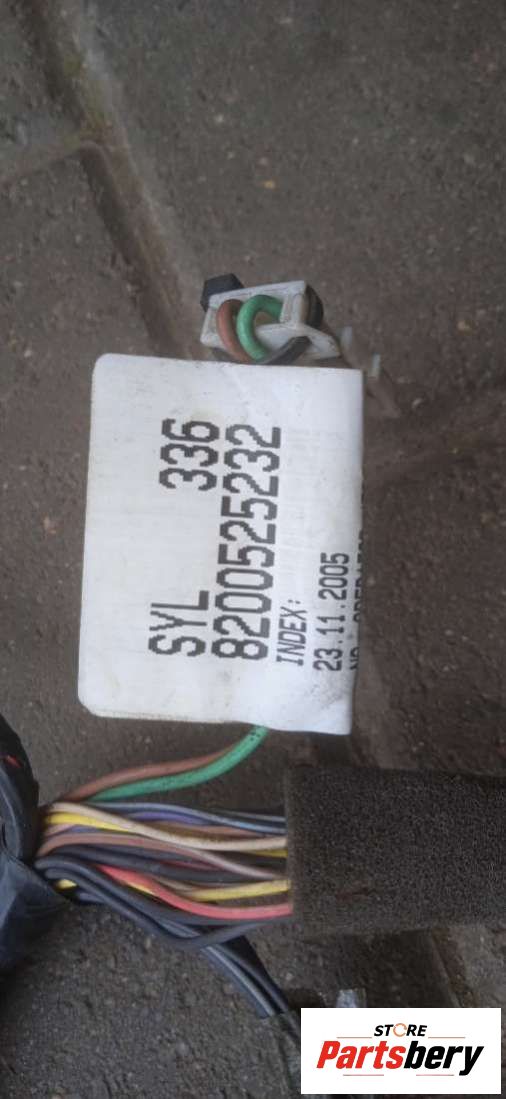 SYL 336
8200525232
INDEX:
23.11.2005
STORE
Partsbery